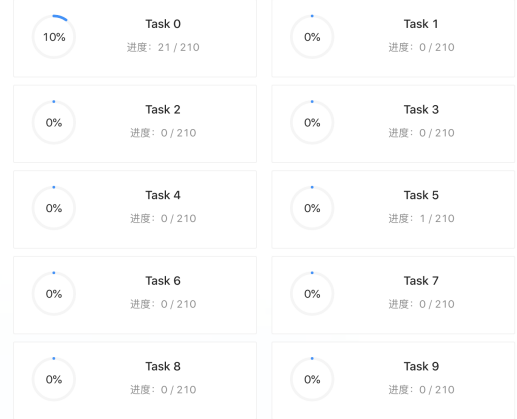 10%
Task 0
进度：21 / 210
0%
Task 1
进度：0 / 210
0%
Task 2
进度：0 / 210
0%
Task 3
进度：0 / 210
0%
Task 4
进度：0 / 210
0%
Task 5
进度：1 / 210
0%
Task 6
进度：0 / 210
0%
Task 7
进度：0 / 210
0%
Task 8
进度：0 / 210
0%
Task 9
进度：0 / 210